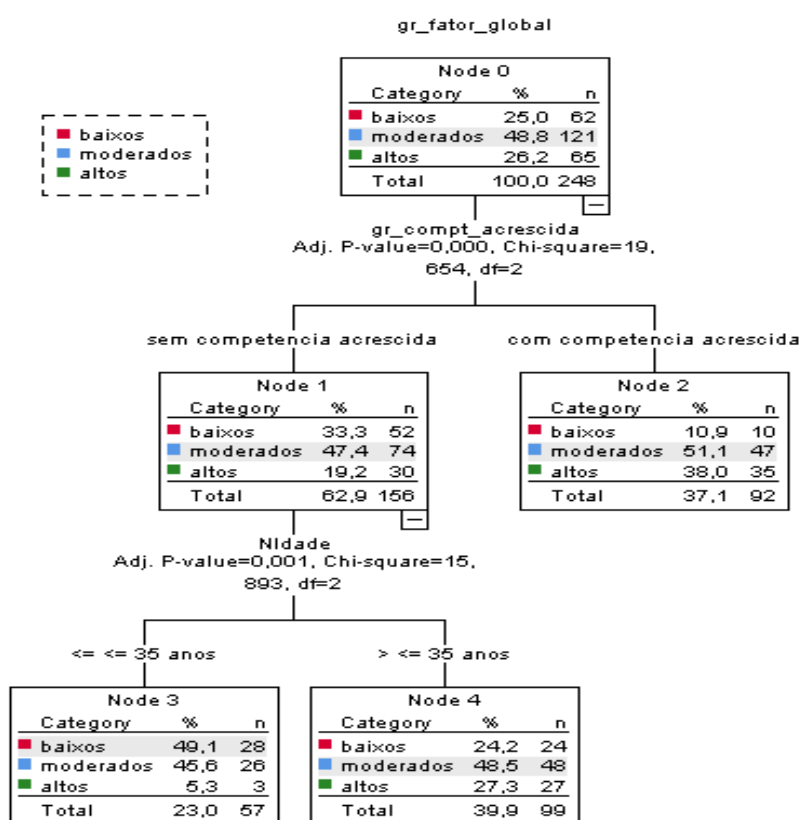 gr_fator_global
Node 0
Category % n
baixos 25,0 62
moderados 48,8 121
altos 26,2 65
Total 100,0 248
baixos
moderados
altos
gr_compt_acrescida
Adj. P-value=0,000, Chi-square=19,
654, df=2
sem competencia acrescida
com competencia acrescida
Node 1
Category % n
baixos 33,3 52
moderados 47,4 74
altos 19,2 30
Total 62,9 156
Node 2
Category % n
baixos 10,9 10
moderados 51,1 47
altos 38,0 35
Total 37,1 92
NIdade
Adj. P-value=0,001, Chi-square=15,
893, df=2
<= <= 35 anos
> <= 35 anos
Node 3
Category % n
baixos 49,1 28
moderados 45,6 26
altos 5,3 3
Total 23,0 57
Node 4
Category % n
baixos 24,2 24
moderados 48,5 48
altos 27,3 27
Total 39,9 99